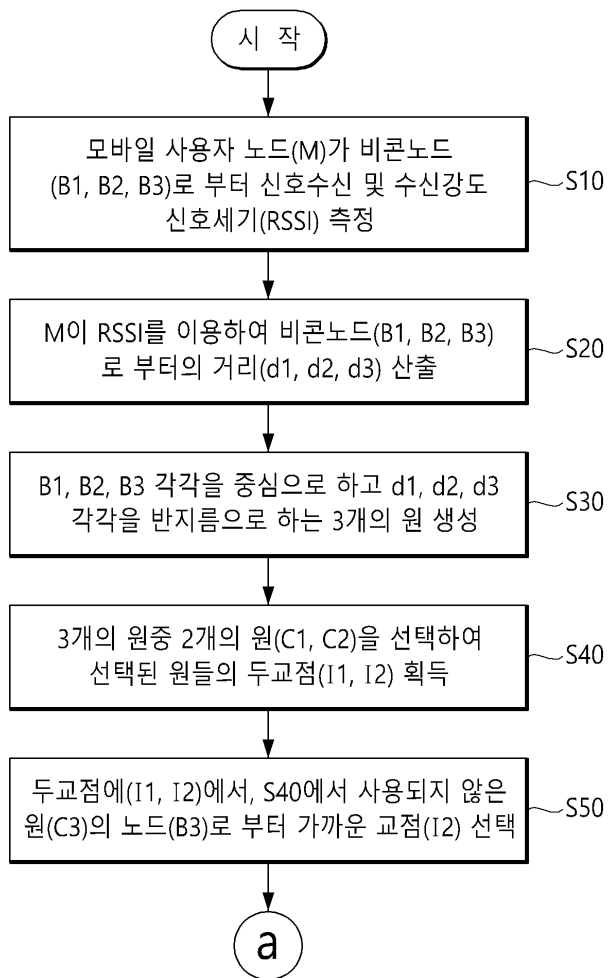 시 작
모바일 사용자 노드(M)가 비콘노드
(B1, B2, B3)로 부터 신호수신 및 수신강도
신호세기(RSSI) 측정
S10
M이 RSSI를 이용하여 비콘노드(B1, B2, B3)
로 부터의 거리(d1, d2, d3) 산출
S20
B1, B2, B3 각각을 중심으로 하고 d1, d2, d3
각각을 반지름으로 하는 3개의 원 생성
S30
3개의 원중 2개의 원(C1, C2)을 선택하여
선택된 원들의 두교점(I1, I2) 획득
S40
두교점에(I1, I2)에서, S40에서 사용되지 않은
원(C3)의 노드(B3)로 부터 가까운 교점(I2) 선택
S50
a